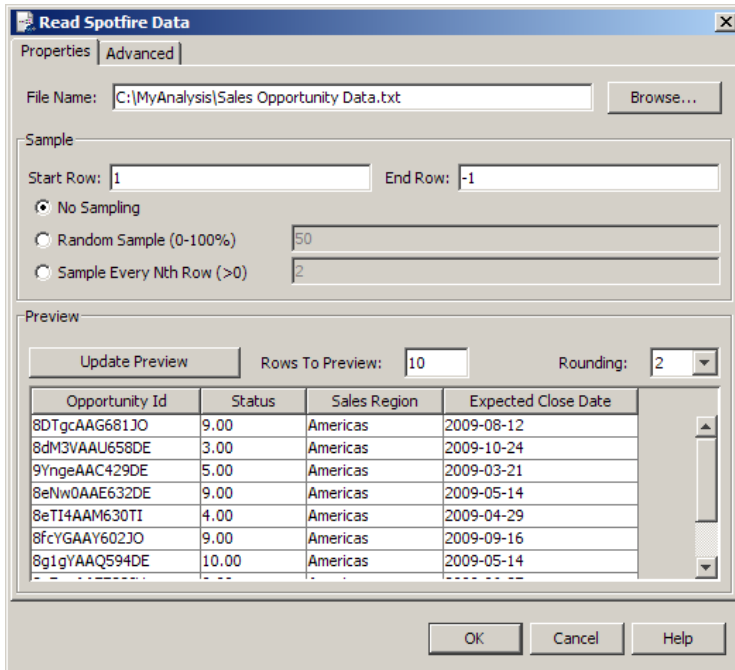 Read Spotfire Data
Properties Advanced
File Name: C:\MyAnalysis\Sales Opportunity Data.txt Browse...
Sample
Start Row: 1 End Row: -1
No Sampling
Random Sample (0-100%) 50
Sample Every Nth Row (>0) 2
Preview
Update Preview Rows To Preview: 10 Rounding: 2
Opportunity Id Status Sales Region Expected Close Date
8DTgcAAG681JO 9.00 Americas 2009-08-12
8dM3VAAU658DE 3.00 Americas 2009-10-24
9YngeAAC429DE 5.00 Americas 2009-03-21
8eNw0AAE632DE 9.00 Americas 2009-05-14
8eTI4AAM630TI 4.00 Americas 2009-04-29
8fcYGAAY602JO 9.00 Americas 2009-09-16
8g1gYAAQ594DE 10.00 Americas 2009-05-14
OK Cancel Help